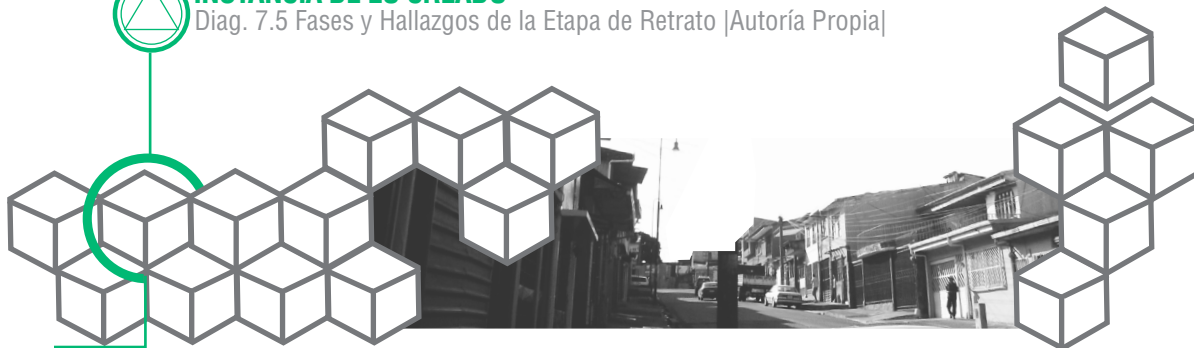 INSTANCIA DE LO CREADO
Diag. 7.5 Fases y Hallazgos de la Etapa de Retrato |Autoría Propia|